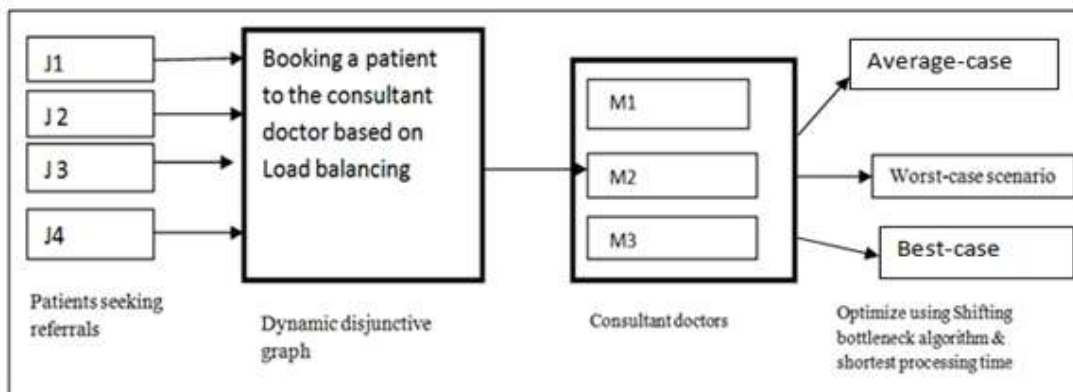 J1
J 2
J 3
J4
Patients seeking
referrals
Booking a patient
to the consultant
doctor based on
Load balancing
Dynamic disjunctive
graph
M1
M2
M3
Consultant doctors
Average-case
Worst-case scenario
Best-case
Optimize using Shifting
bottleneck algorithm &
shortest processing time